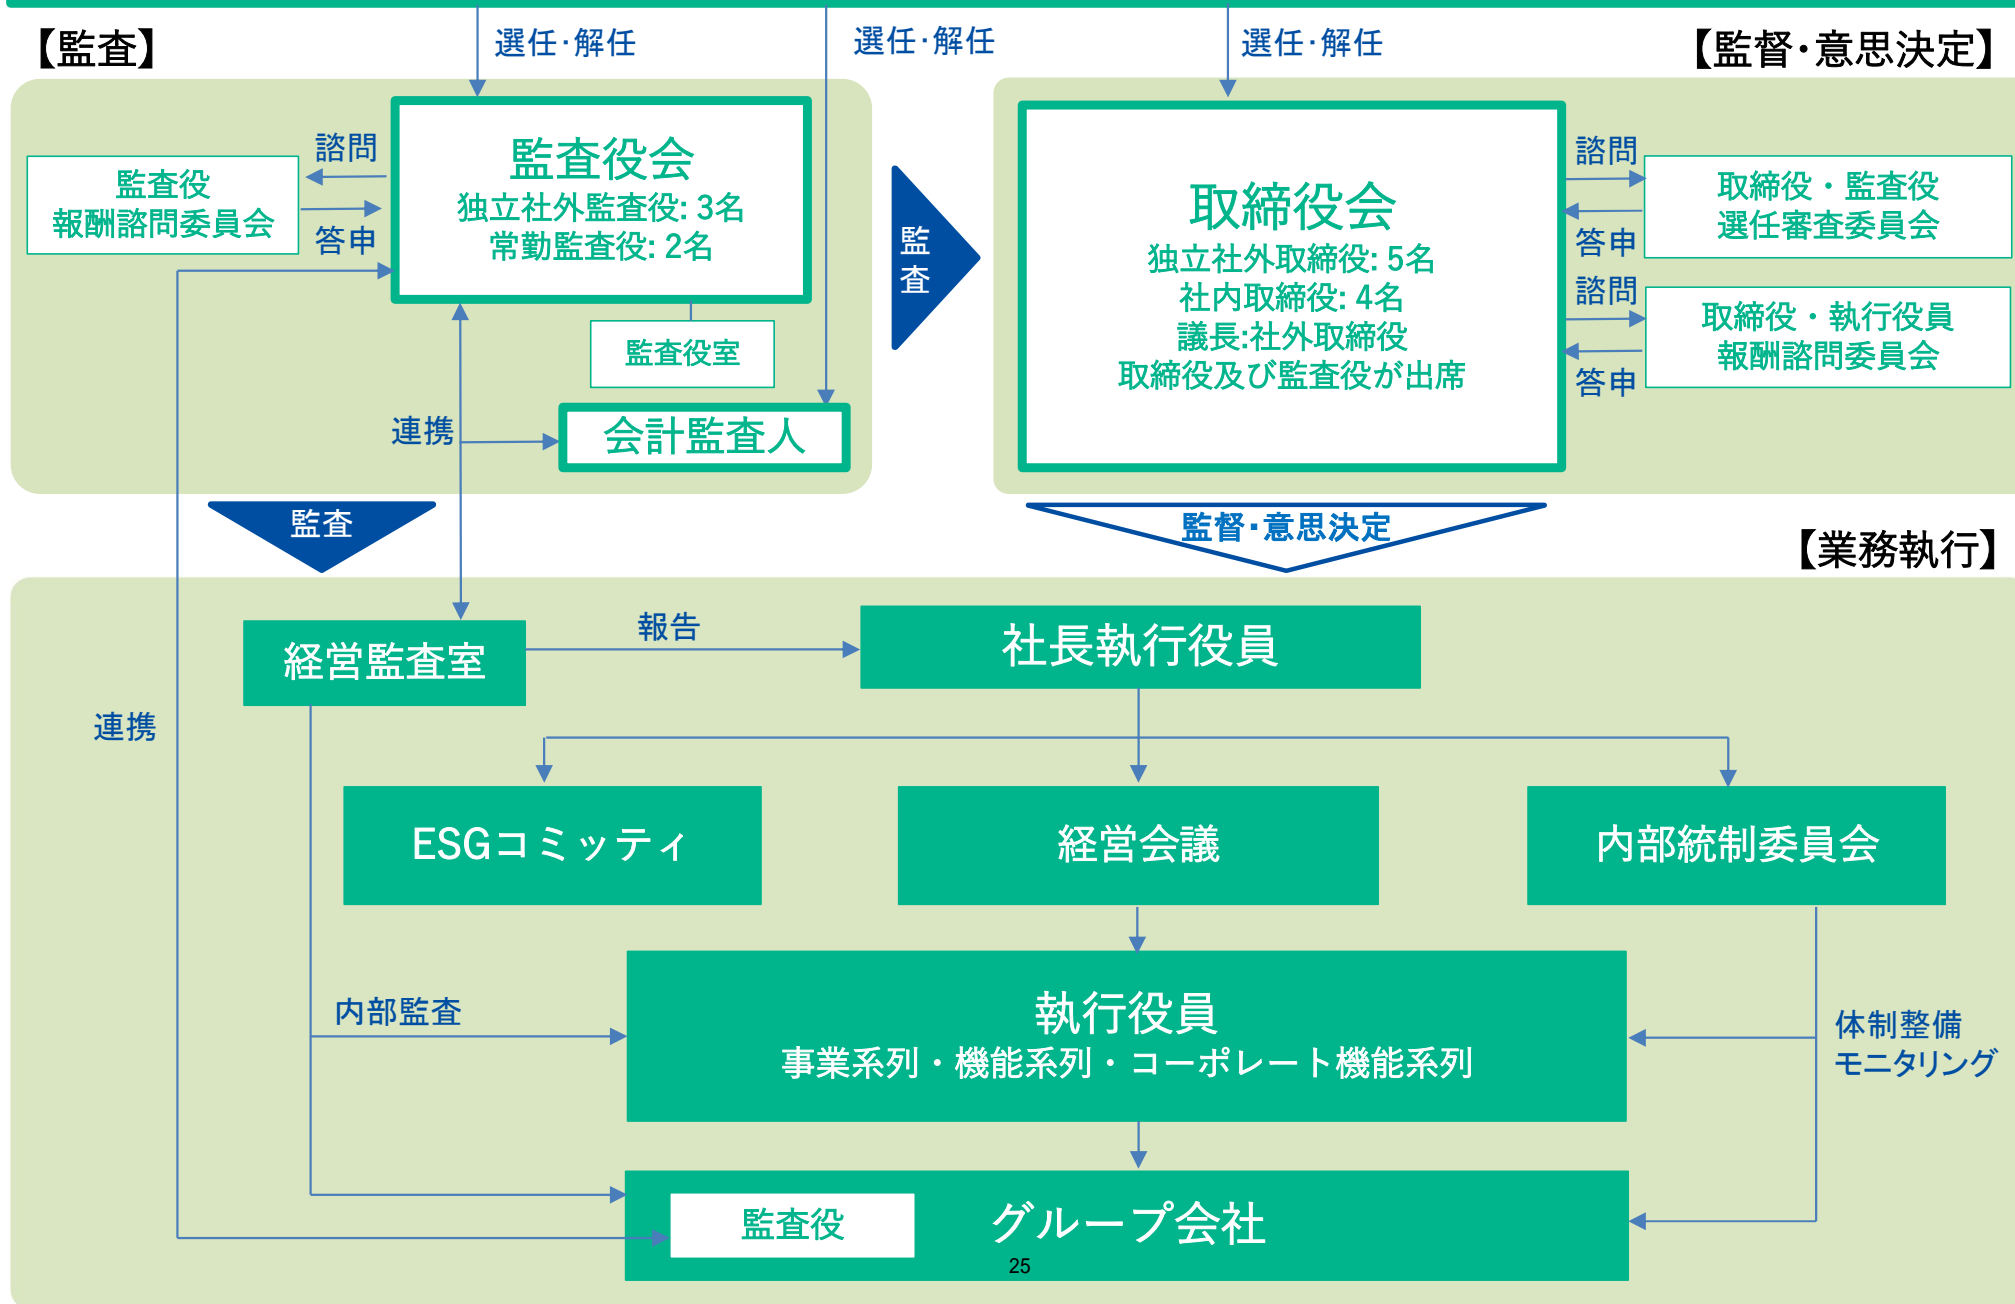 【監査】
選任・解任
選任・解任
選任・解任
【監督・意思決定】
監査役会
独立社外監査役: 3名
常勤監査役: 2名
諮問
答申
監査役
報酬諮問委員会
監査役室
連携
会計監査人
監
査
取締役会
独立社外取締役: 5名
社内取締役: 4名
議長:社外取締役
取締役及び監査役が出席
諮問
答申
取締役・監査役
選任審査委員会
諮問
答申
取締役・執行役員
報酬諮問委員会
監査
監督・意思決定
【業務執行】
経営監査室
報告
社長執行役員
連携
ESGコミッティ
経営会議
内部統制委員会
内部監査
執行役員
事業系列・機能系列・コーポレート機能系列
体制整備
モニタリング
監査役
グループ会社
25